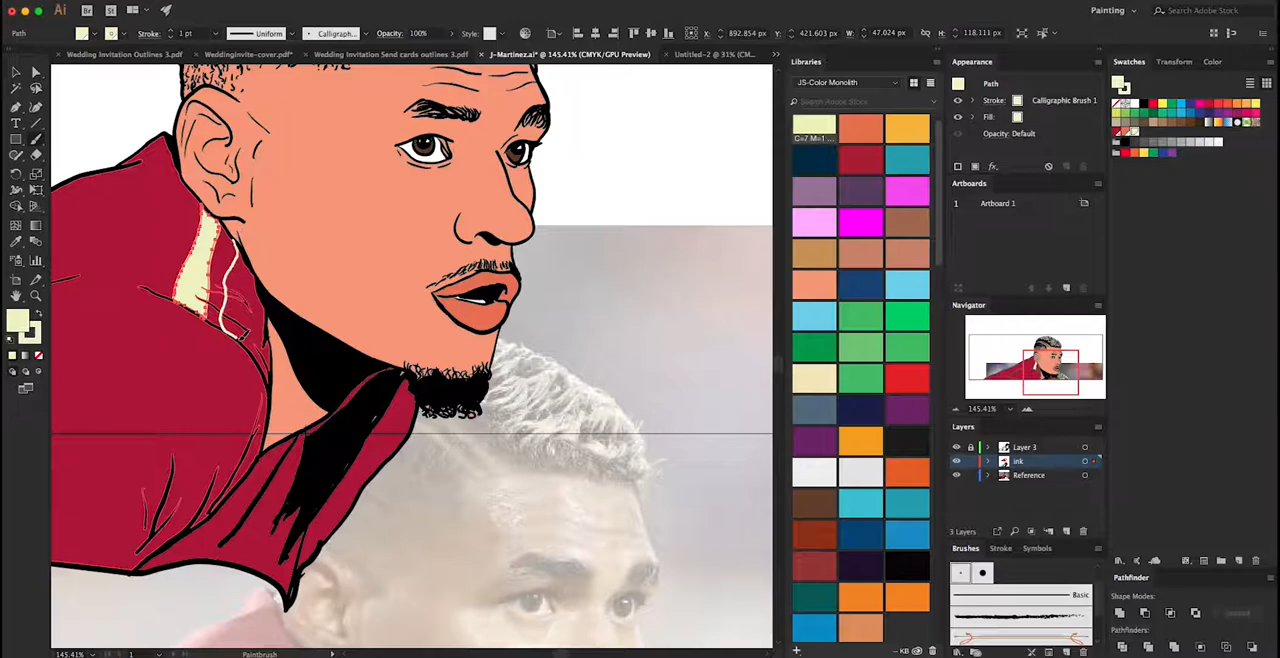 Ai Br St Painting Search Adobe Stock
Path Stroke: 1 pt Uniform Calligraph... Opacity: 100% Style: X: 892.854 px Y: 421.603 px W: 47.024 px H: 118.111 px
× Wedding Invitation Outlines 3.pdf × Weddinginvite-cover.pdf* × Wedding Invitation Send cards outlines 3.pdf × J-Martinez.ai* @ 145.41% (CMYK/GPU Preview) × Untitled-2 @ 31% (CM... >>
Libraries
JS-Color Monolith
Search Adobe Stock
C=7 M=1 ...
KB
Appearance
Path
Stroke: Calligraphic Brush 1
Fill:
Opacity: Default
fx
Artboards
1 Artboard 1
Navigator
145.41%
Layers
Layer 3
ink
Reference
3 Layers
Brushes Stroke Symbols
Basic
Swatches Transform Color
Pathfinder
Shape Modes:
Pathfinders:
145.41% 1 Paintbrush